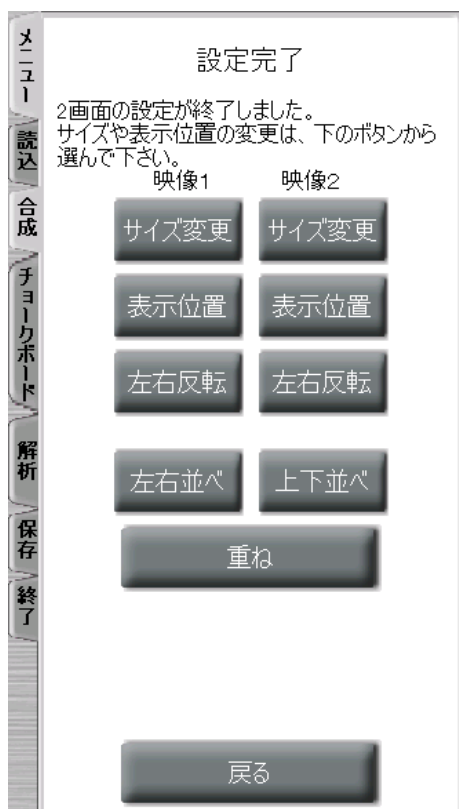 メニュー
読込
合成
チョークボード
解析
保存
終了
設定完了
2画面の設定が終了しました。
サイズや表示位置の変更は、下のボタンから
選んで下さい。
映像1 映像2
サイズ変更 サイズ変更
表示位置 表示位置
左右反転 左右反転
左右並べ 上下並べ
重ね
戻る